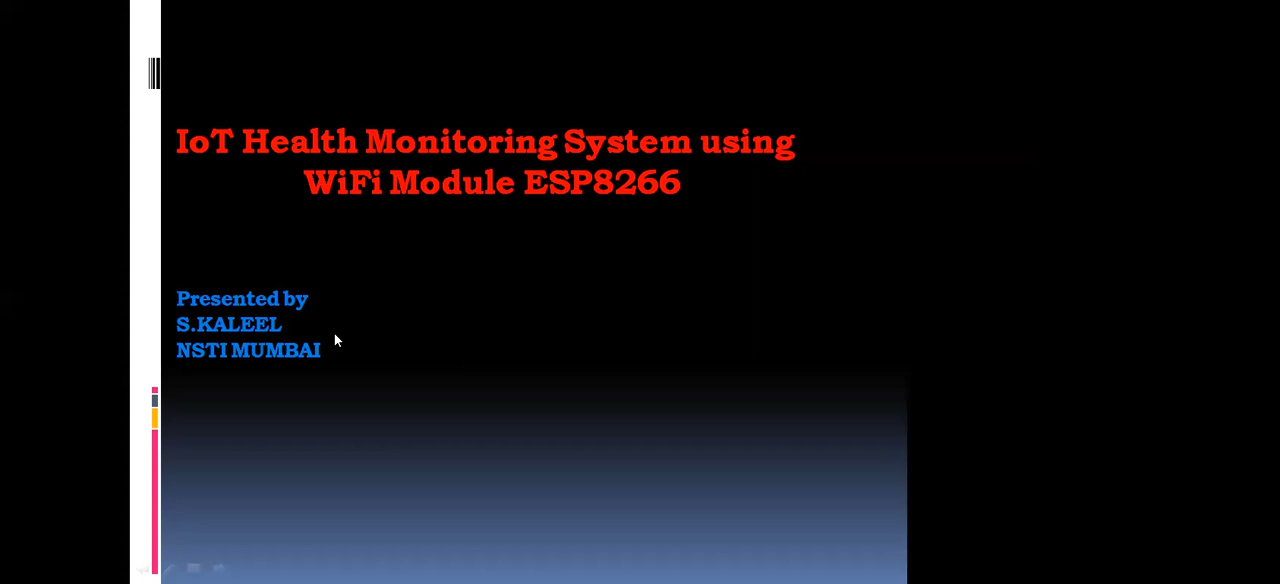 IoT Health Monitoring System using
WiFi Module ESP8266
Presented by
S.KALEEL
NSTI MUMBAI